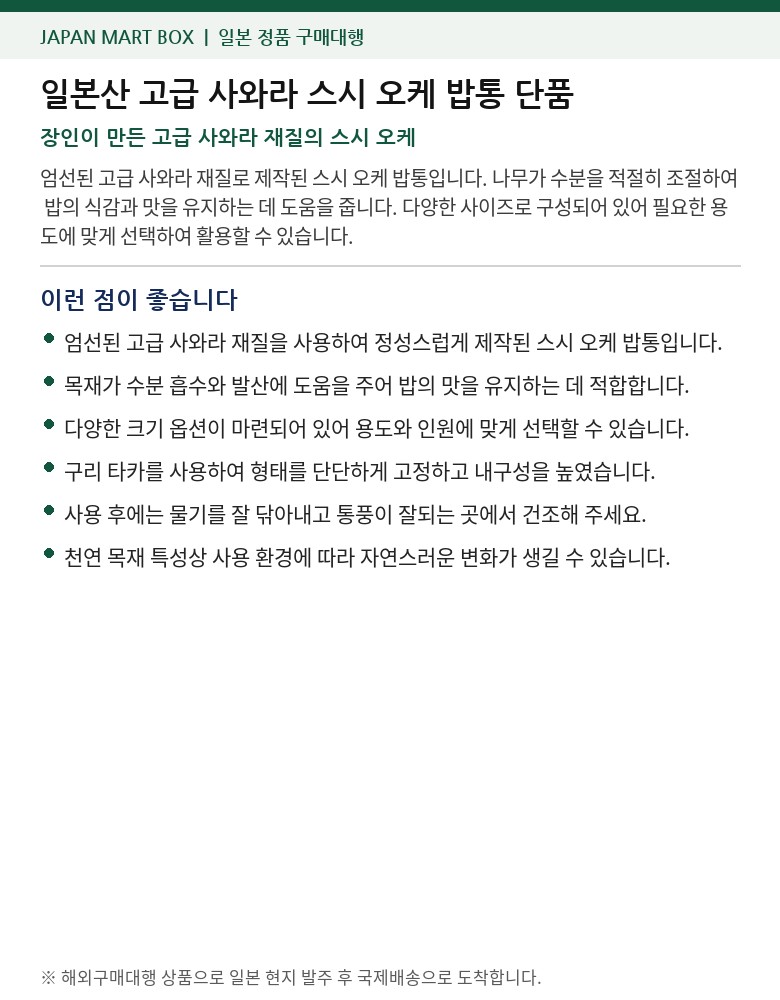 JAPAN MART BOX | 일본 정품 구매대행
일본산 고급 사와라 스시 오케 밥통 단품
장인이 만든 고급 사와라 재질의 스시 오케
엄선된 고급 사와라 재질로 제작된 스시 오케 밥통입니다. 나무가 수분을 적절히 조절하여
밥의 식감과 맛을 유지하는 데 도움을 줍니다. 다양한 사이즈로 구성되어 있어 필요한 용
도에 맞게 선택하여 활용할 수 있습니다.
이런 점이 좋습니다
● 엄선된 고급 사와라 재질을 사용하여 정성스럽게 제작된 스시 오케 밥통입니다.
● 목재가 수분 흡수와 발산에 도움을 주어 밥의 맛을 유지하는 데 적합합니다.
● 다양한 크기 옵션이 마련되어 있어 용도와 인원에 맞게 선택할 수 있습니다.
● 구리 타카를 사용하여 형태를 단단하게 고정하고 내구성을 높였습니다.
● 사용 후에는 물기를 잘 닦아내고 통풍이 잘되는 곳에서 건조해 주세요.
● 천연 목재 특성상 사용 환경에 따라 자연스러운 변화가 생길 수 있습니다.
※ 해외구매대행 상품으로 일본 현지 발주 후 국제배송으로 도착합니다.